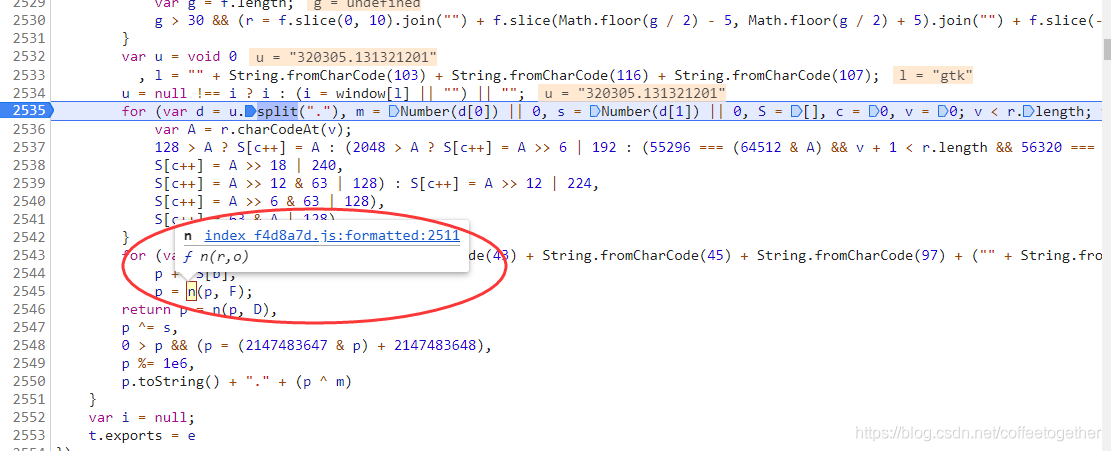 2529 var g = f.length; g = undefined
2530 g > 30 && (r = f.slice(0, 10).join("") + f.slice(Math.floor(g / 2) - 5, Math.floor(g / 2) + 5).join("") + f.slice(-
2531 }
2532 var u = void 0 u = "320305.131321201"
2533 , l = "" + String.fromCharCode(103) + String.fromCharCode(116) + String.fromCharCode(107); l = "gtk"
2534 u = null !== i ? i : (i = window[l] || "") || ""; u = "320305.131321201"
2535 for (var d = u.split("."), m = Number(d[0]) || 0, s = Number(d[1]) || 0, S = [], c = 0, v = 0; v < r.length;
2536 var A = r.charCodeAt(v);
2537 128 > A ? S[c++] = A : (2048 > A ? S[c++] = A >> 6 | 192 : (55296 === (64512 & A) && v + 1 < r.length && 56320 ===
2538 S[c++] = A >> 18 | 240,
2539 S[c++] = A >> 12 & 63 | 128) : S[c++] = A >> 12 | 224,
2540 S[c++] = A >> 6 & 63 | 128),
2541 S[c++] = 63 & A | 128)
2542 }
n index f4d8a7d.js:formatted:2511
ƒ n(r,o)
2543 for (va Code(43) + String.fromCharCode(45) + String.fromCharCode(97) + ("" + String.fro
2544 p += S[b],
2545 p = n(p, F);
2546 return p = n(p, D),
2547 p ^= s,
2548 0 > p && (p = (2147483647 & p) + 2147483648),
2549 p %= 1e6,
2550 p.toString() + "." + (p ^ m)
2551 }
2552 var i = null;
2553 t.exports = e
https://blog.csdn.net/coffeetogether